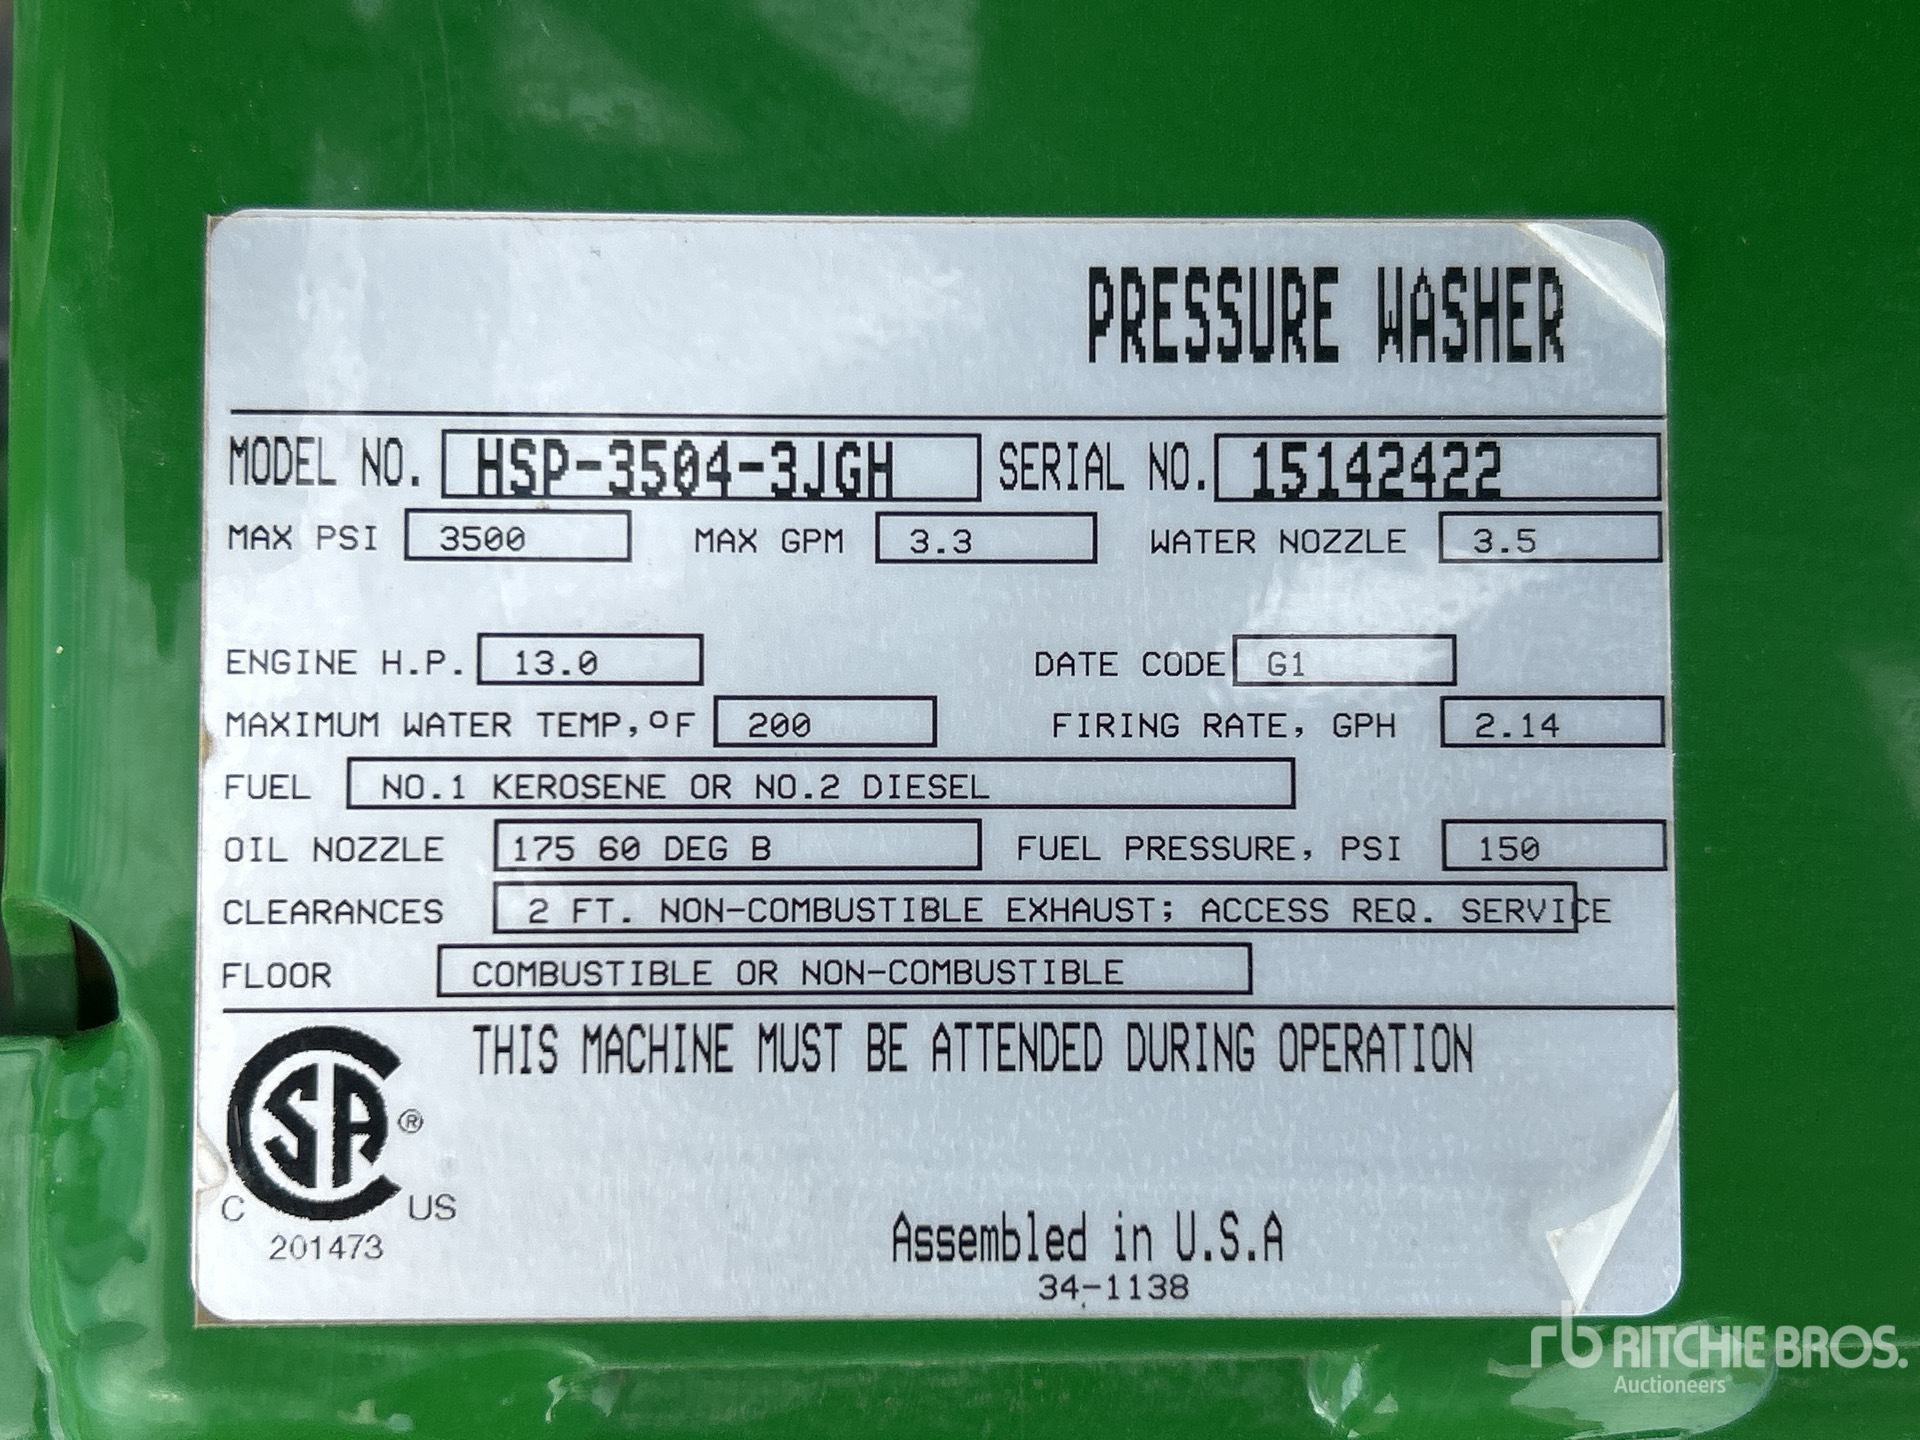 PRESSURE WASHER
MODEL NO. HSP-3504-3JGH SERIAL NO. 15142422
MAX PSI 3500 MAX GPM 3.3 WATER NOZZLE 3.5
ENGINE H.P. 13.0 DATE CODE G1
MAXIMUM WATER TEMP,ºF 200 FIRING RATE, GPH 2.14
FUEL NO.1 KEROSENE OR NO.2 DIESEL
OIL NOZZLE 175 60 DEG B FUEL PRESSURE, PSI 150
CLEARANCES 2 FT. NON-COMBUSTIBLE EXHAUST; ACCESS REQ. SERVICE
FLOOR COMBUSTIBLE OR NON-COMBUSTIBLE
THIS MACHINE MUST BE ATTENDED DURING OPERATION
CSA ®
C US
201473
Assembled in U.S.A
34-1138
rb RITCHIE BROS.
Auctioneers